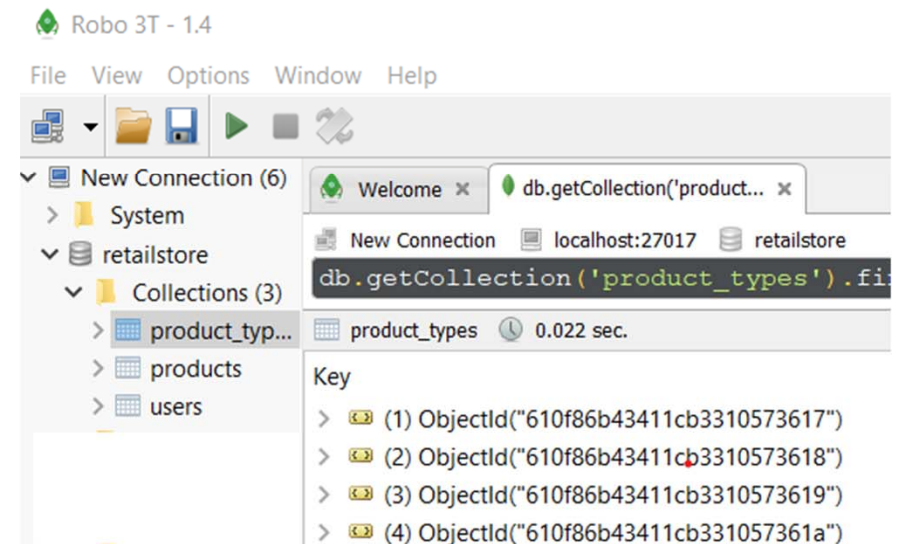 Robo 3T - 1.4
File View Options Window Help
New Connection (6)
System
retailstore
Collections (3)
product_typ...
products
users
Welcome
db.getCollection('product...
New Connection localhost:27017 retailstore
db.getCollection('product_types').fi
product_types 0.022 sec.
Key
(1) ObjectId("610f86b43411cb3310573617")
(2) ObjectId("610f86b43411cb3310573618")
(3) ObjectId("610f86b43411cb3310573619")
(4) ObjectId("610f86b43411cb331057361a")